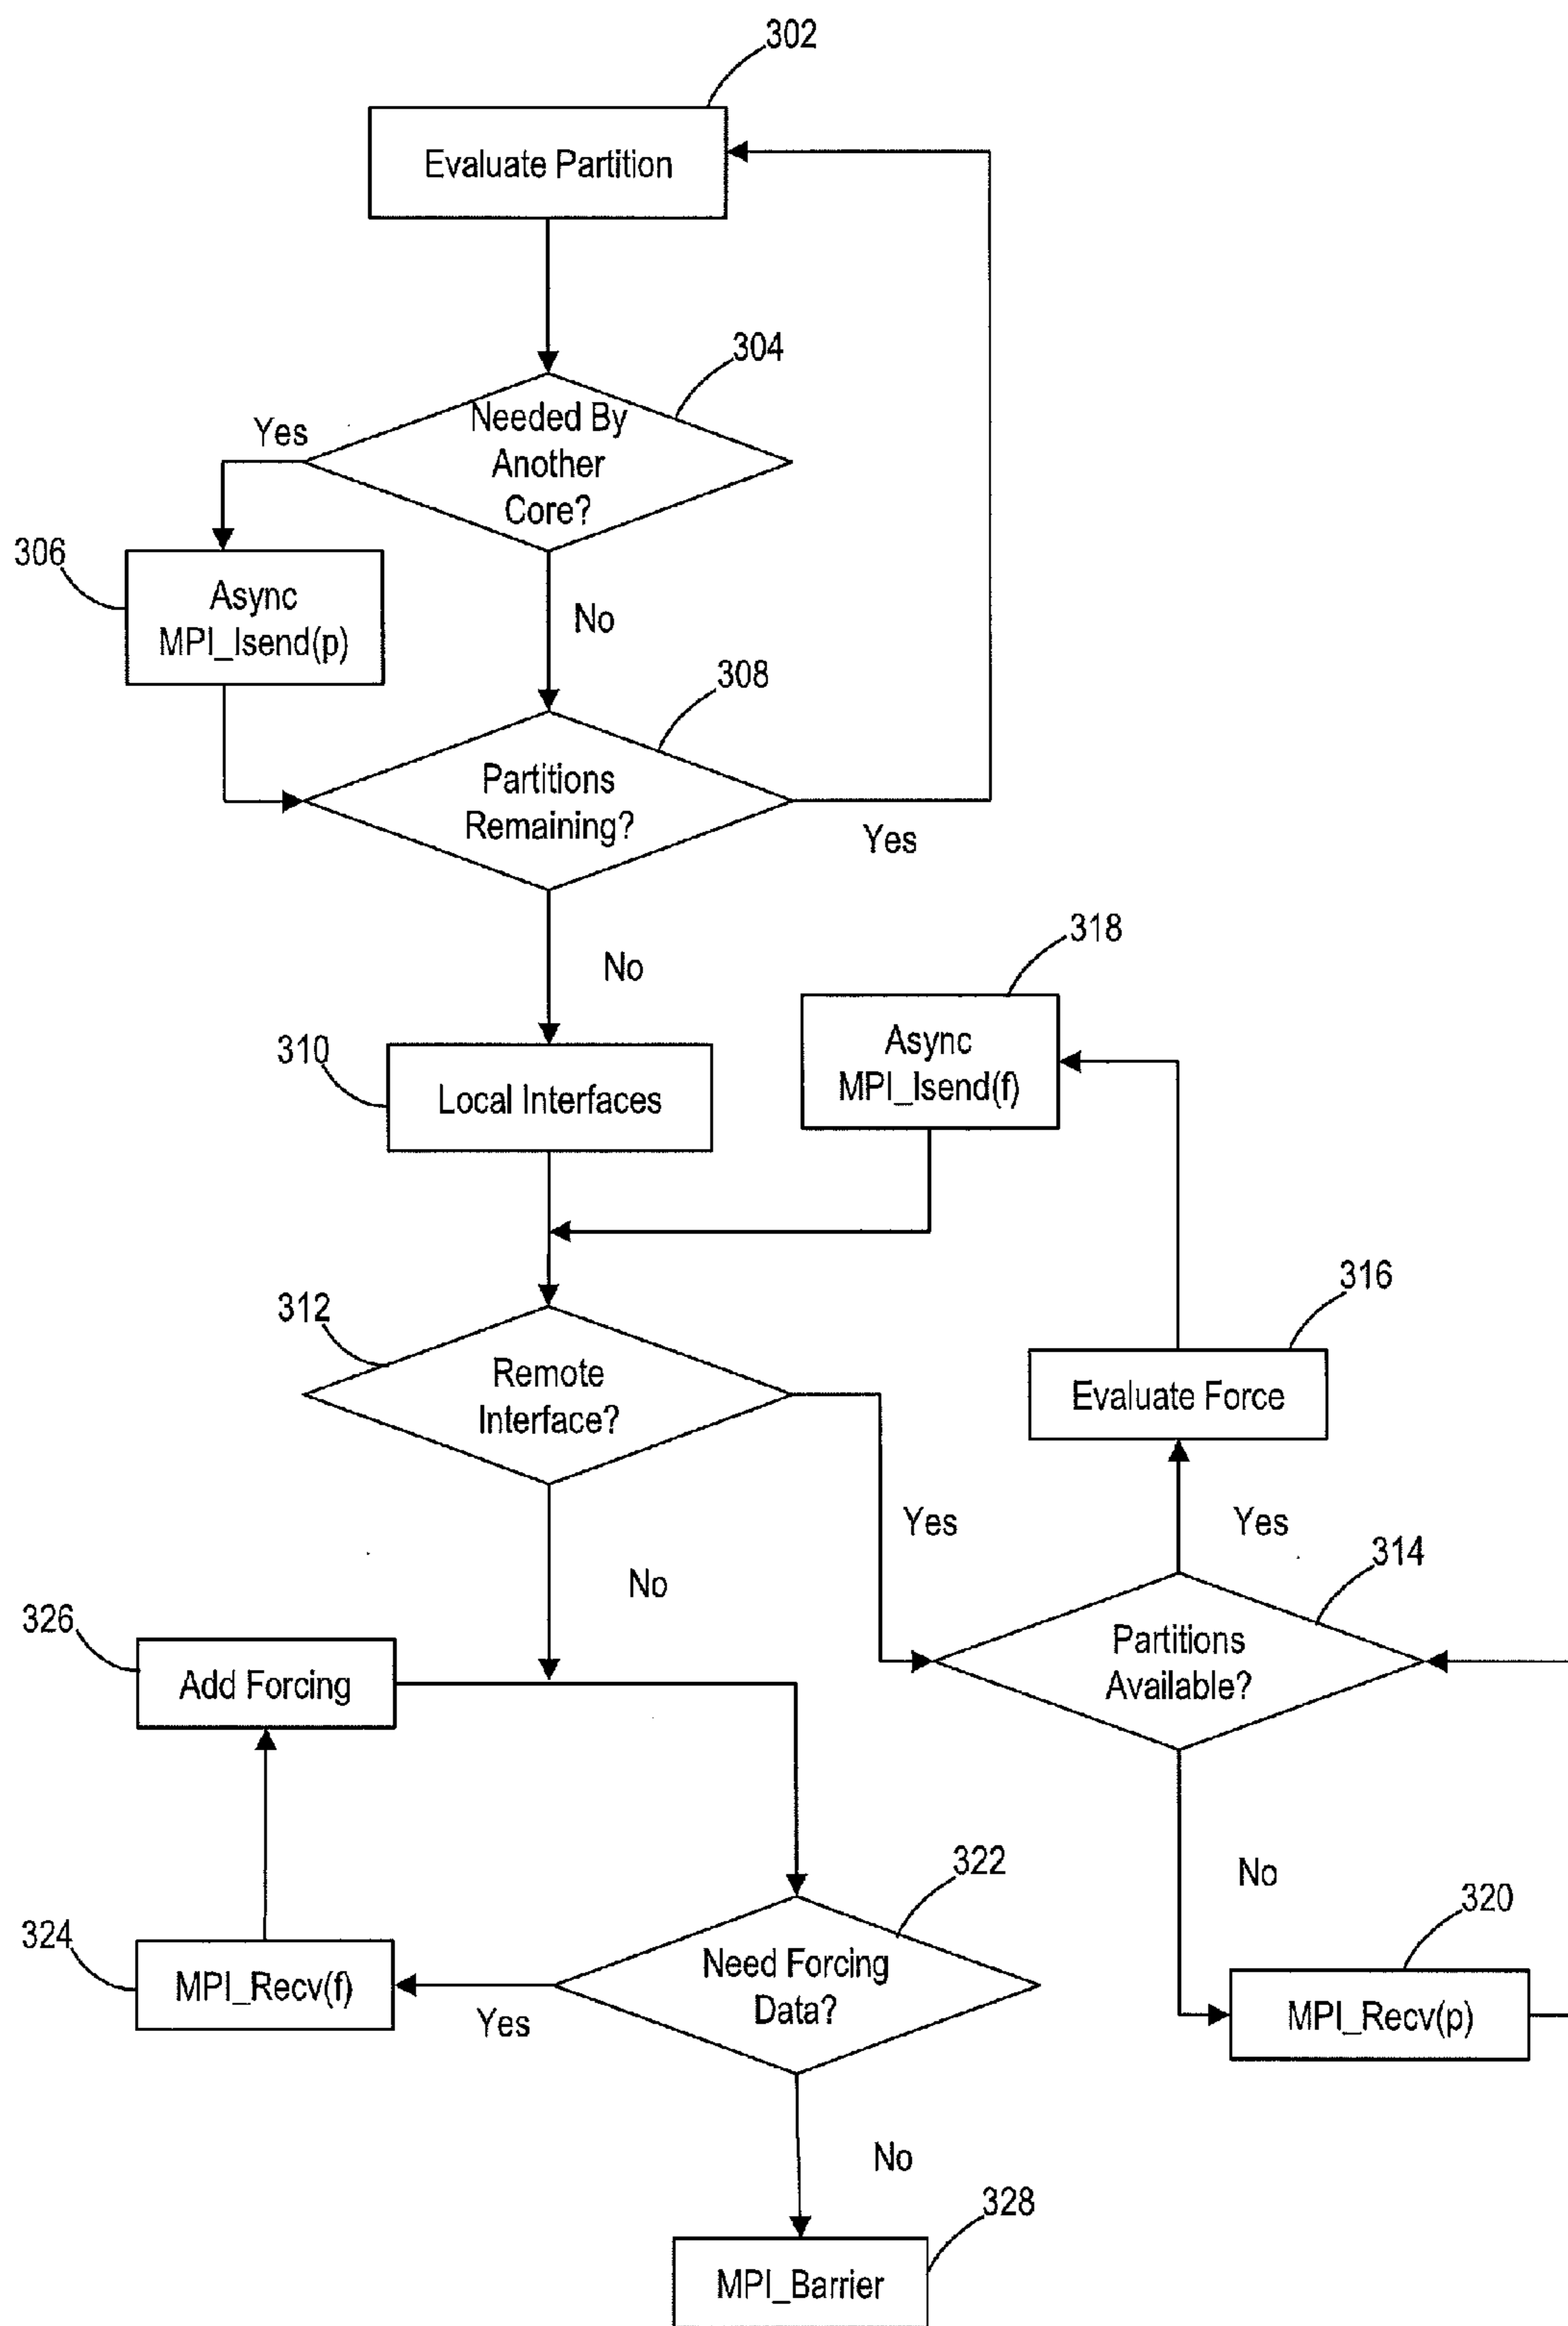 302
Evaluate Partition
304
Needed By
Another
Core?
Yes
306
Async
MPI_Isend(p)
No
308
Partitions
Remaining?
Yes
No
318
Async
MPI_Isend(f)
310
Local Interfaces
312
Remote
Interface?
316
Evaluate Force
Yes
Yes
314
No
Partitions
Available?
326
Add Forcing
322
No
320
324
MPI_Recv(f)
Yes
Need Forcing
Data?
MPI_Recv(p)
No
328
MPI_Barrier